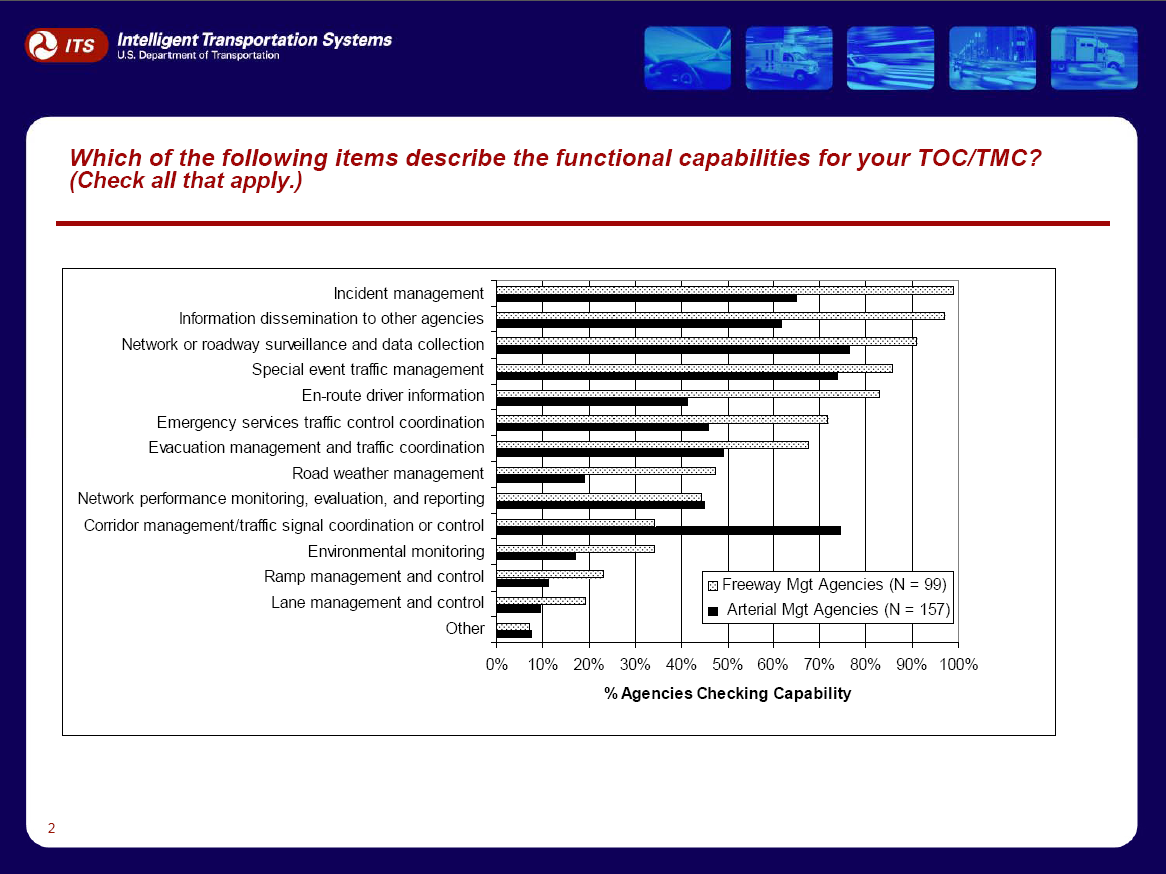 ITS
Intelligent Transportation Systems
U.S. Department of Transportation
Which of the following items describe the functional capabilities for your TOC/TMC?
(Check all that apply.)
Incident management
Information dissemination to other agencies
Network or roadway surveillance and data collection
Special event traffic management
En-route driver information
Emergency services traffic control coordination
Evacuation management and traffic coordination
Road weather management
Network performance monitoring, evaluation, and reporting
Corridor management/traffic signal coordination or control
Environmental monitoring
Ramp management and control
Lane management and control
Other
Freeway Mgt Agencies (N = 99)
Arterial Mgt Agencies (N = 157)
0% 10% 20% 30% 40% 50% 60% 70% 80% 90% 100%
% Agencies Checking Capability
2